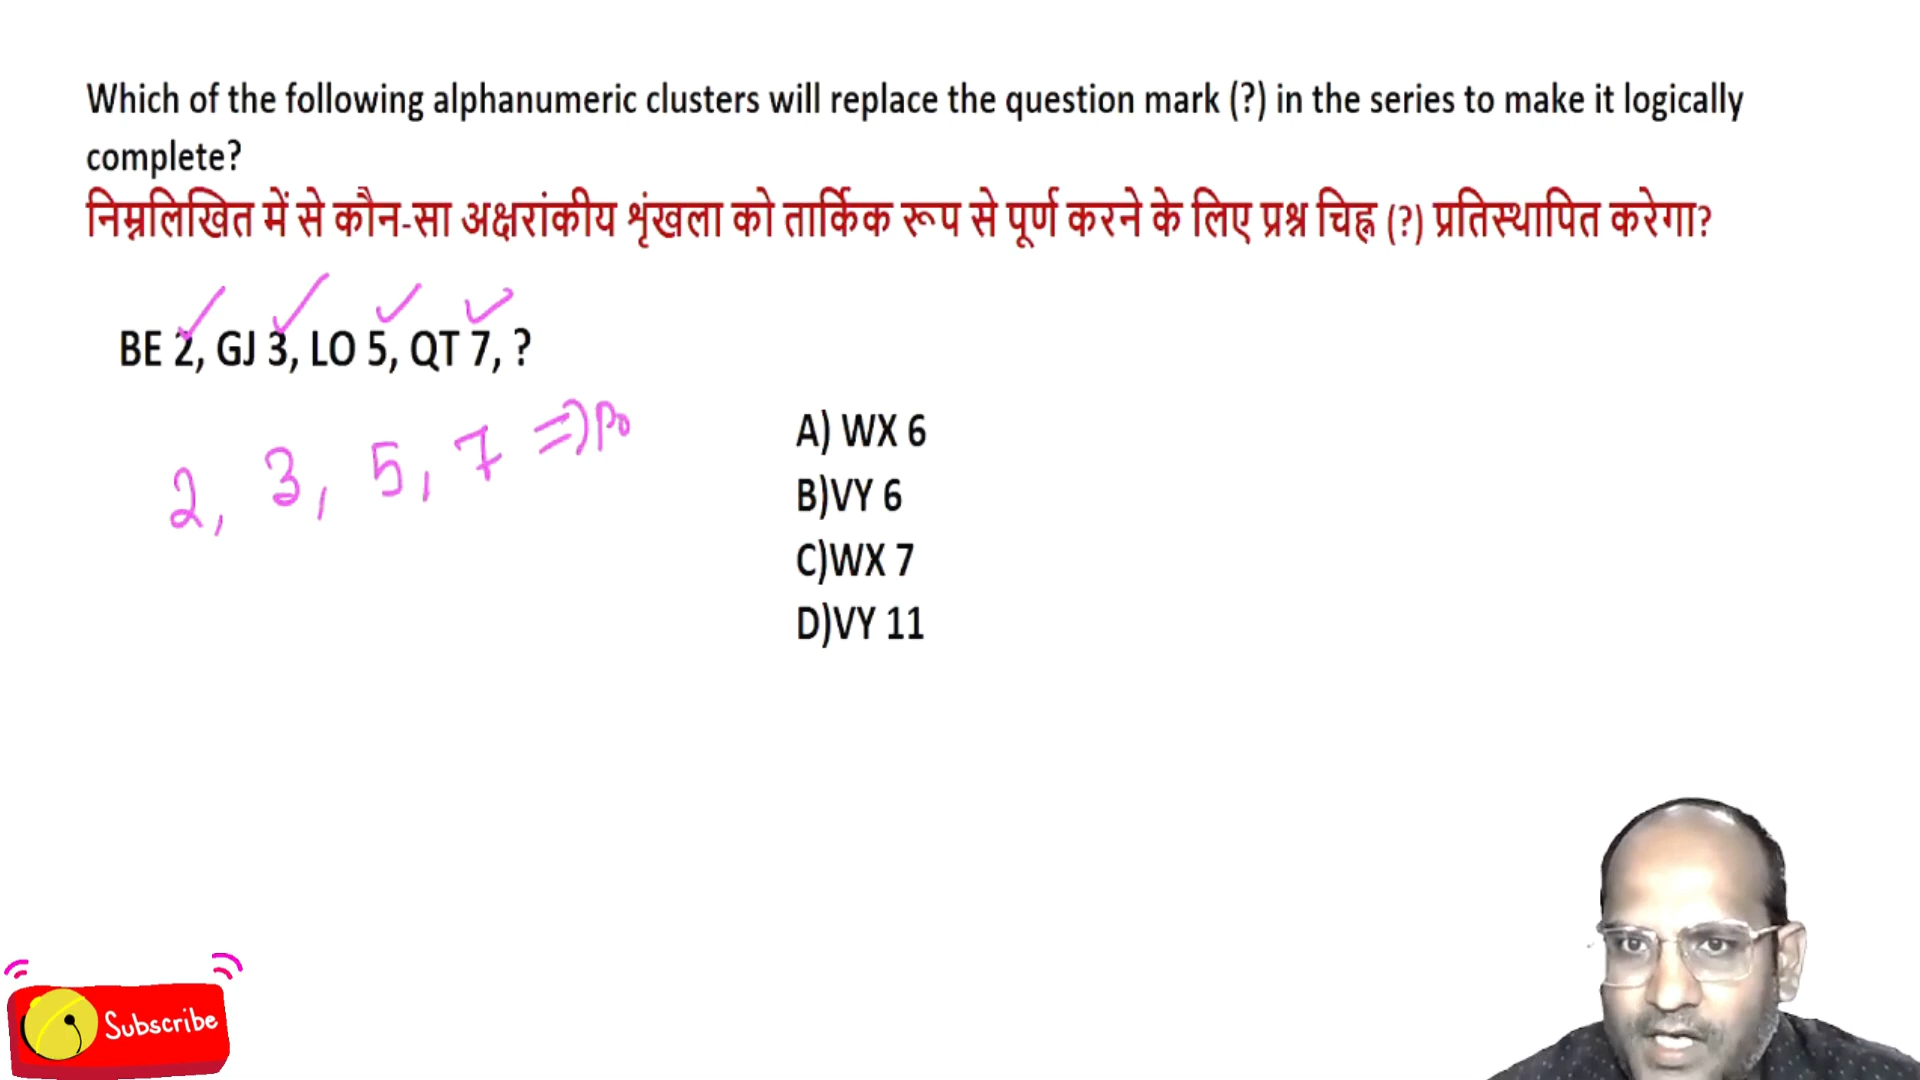 Which of the following alphanumeric clusters will replace the question mark (?) in the series to make it logically
complete?
निम्नलिखित में से कौन-सा अक्षरांकीय शृंखला को तार्किक रूप से पूर्ण करने के लिए प्रश्न चिह्न (?) प्रतिस्थापित करेगा?
BE 2, GJ 3, LO 5, QT 7, ?
2, 3, 5, 7 =>
A) WX 6
B)VY 6
C)WX 7
D)VY 11
Subscribe